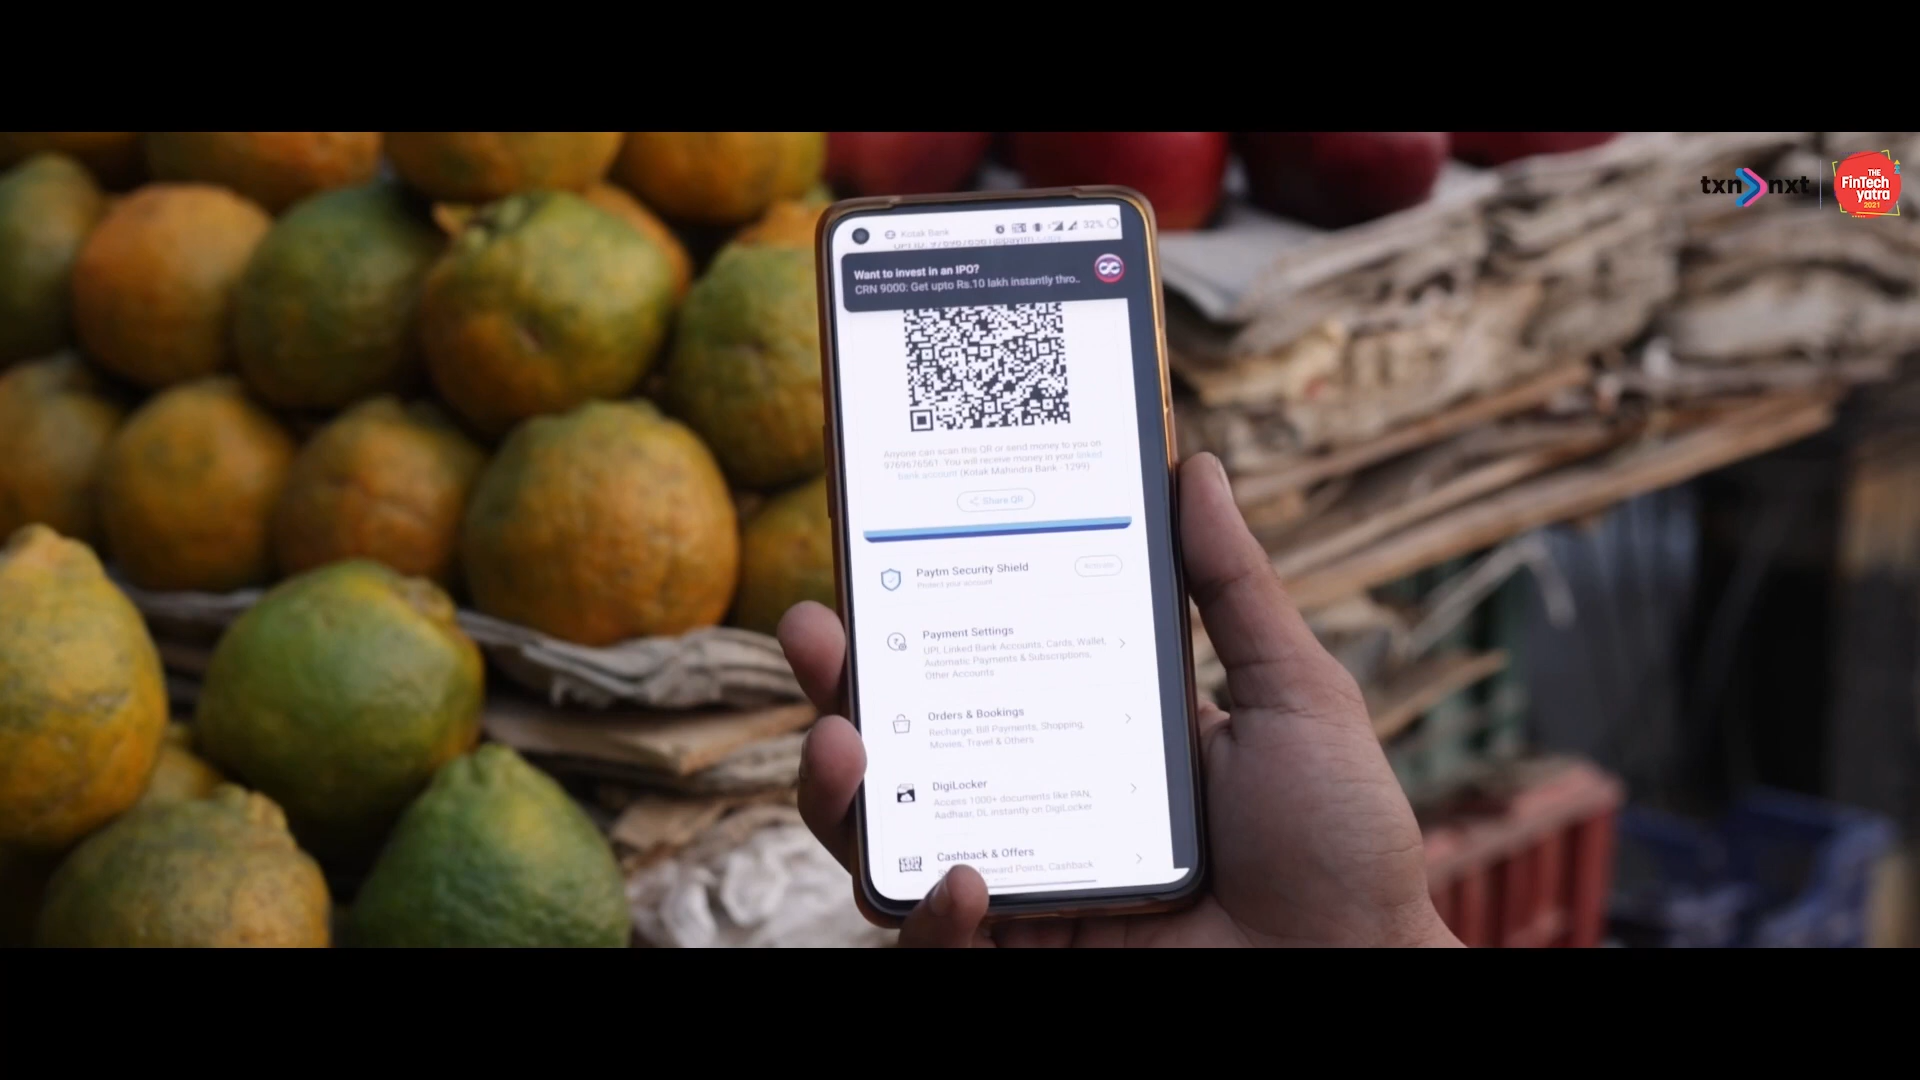 txn nxt
THE
FinTech
yatra
2021
Kotak Bank
32%
Want to invest in an IPO?
CRN 9000: Get upto Rs.10 lakh instantly thro..
Anyone can scan this QR or send money to you on
9769676561. You will receive money in your linked
bank account (Kotak Mahindra Bank - 1299)
Share QR
Paytm Security Shield
Protect your account
Activate
Payment Settings
UPI, Linked Bank Accounts, Cards, Wallet,
Automatic Payments & Subscriptions,
Other Accounts
Orders & Bookings
Recharge, Bill Payments, Shopping,
Movies, Travel & Others
DigiLocker
Access 1000+ documents like PAN,
Aadhaar, DL instantly on DigiLocker
Cashback & Offers
Reward Points, Cashback